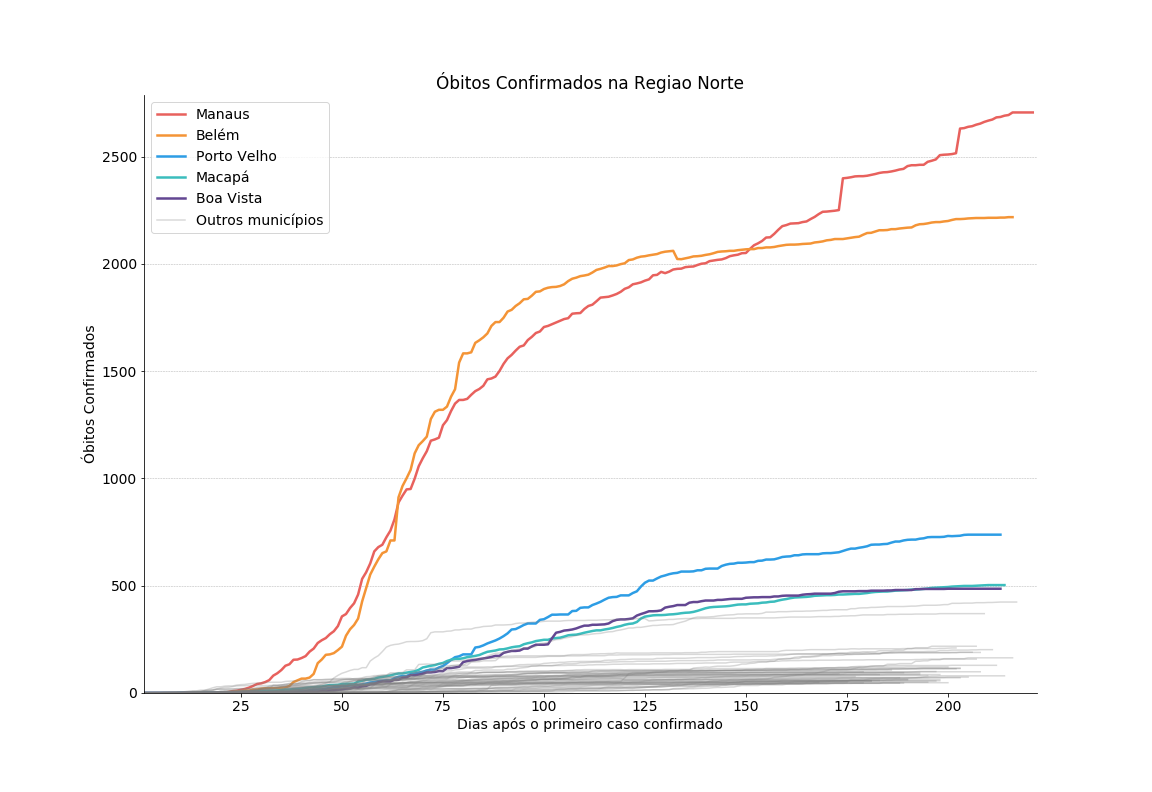 Óbitos Confirmados na Regiao Norte
Manaus
Belém
Porto Velho
Macapá
Boa Vista
Outros municípios
Óbitos Confirmados
2500
2000
1500
1000
500
0
25 50 75 100 125 150 175 200
Dias após o primeiro caso confirmado